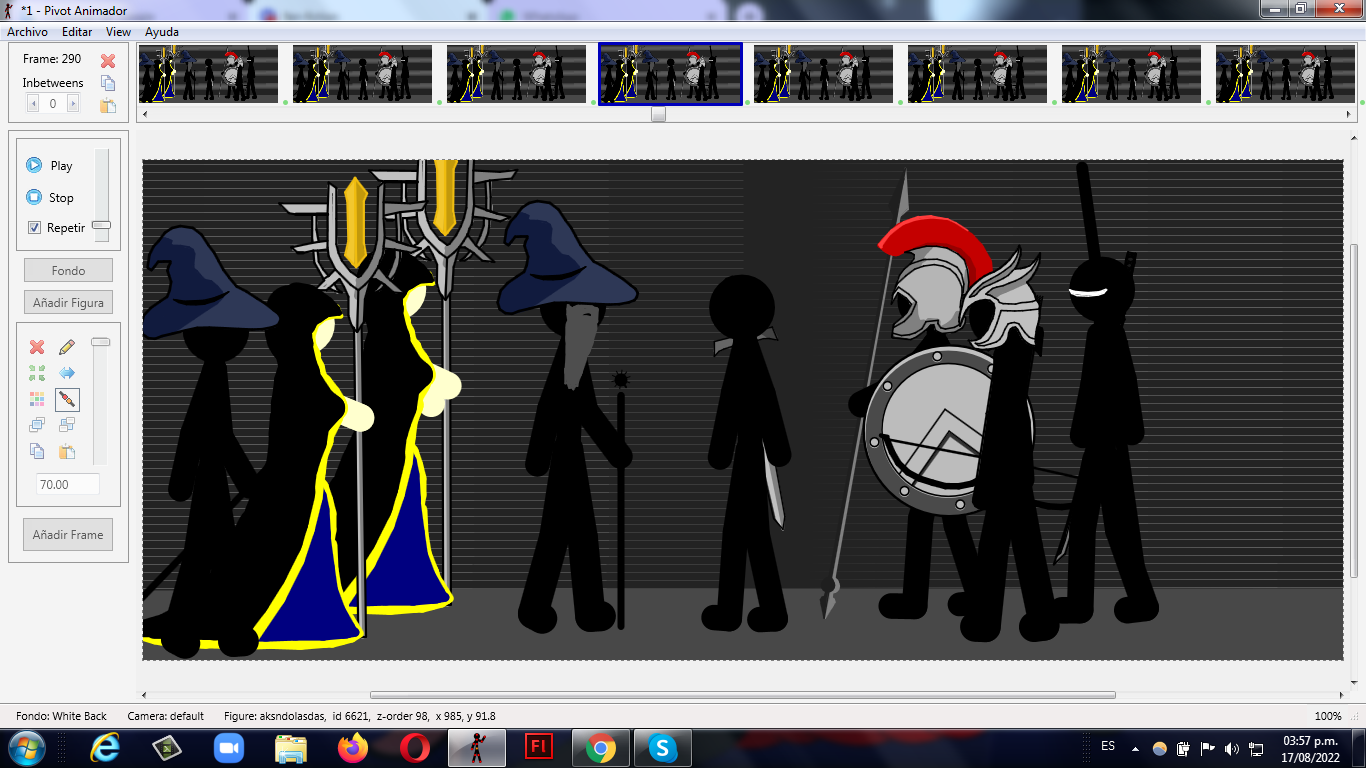 *1 - Pivot Animador
Archivo Editar View Ayuda
Frame: 290
Inbetweens
0
Play
Stop
Repetir
Fondo
Añadir Figura
70.00
Añadir Frame
Fondo: White Back Camera: default Figure: aksndolasdas, id 6621, z-order 98, x 985, y 91.8 100%
Fl
ES
03:57 p.m.
17/08/2022